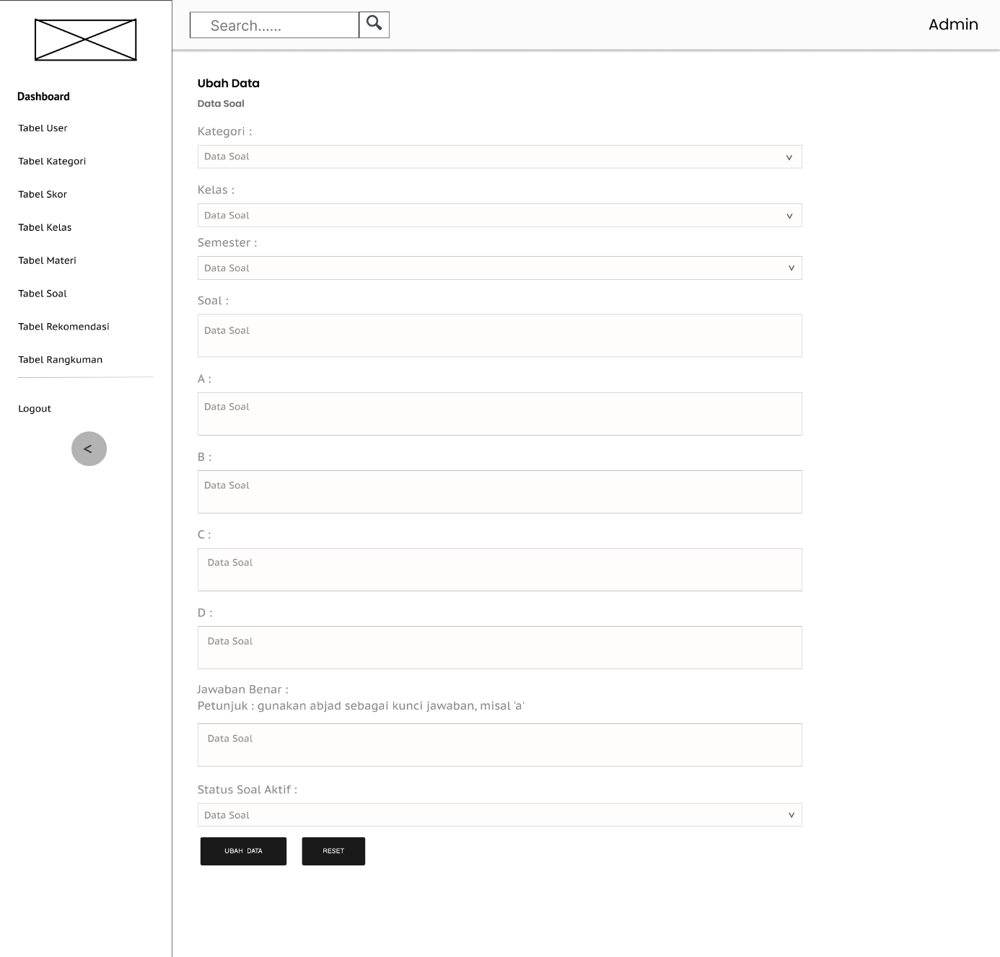 Search......
Admin
Dashboard
Tabel User
Tabel Kategori
Tabel Skor
Tabel Kelas
Tabel Materi
Tabel Soal
Tabel Rekomendasi
Tabel Rangkuman
Logout
<
Ubah Data
Data Soal
Kategori :
Data Soal v
Kelas :
Data Soal v
Semester :
Data Soal v
Soal :
Data Soal
A :
Data Soal
B :
Data Soal
C :
Data Soal
D :
Data Soal
Jawaban Benar :
Petunjuk : gunakan abjad sebagai kunci jawaban, misal 'a'
Data Soal
Status Soal Aktif :
Data Soal v
UBAH DATA
RESET